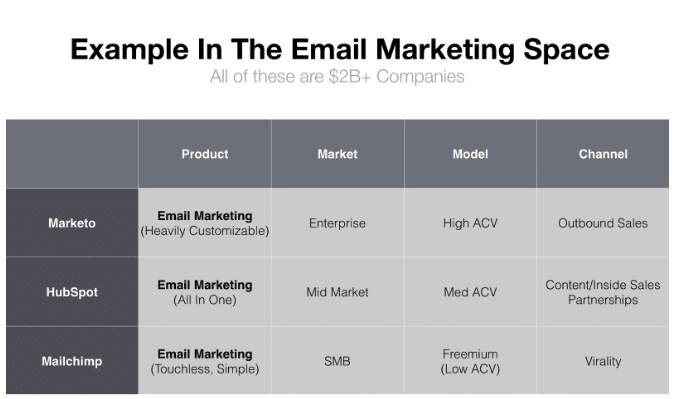 Example In The Email Marketing Space
All of these are $2B+ Companies
Product Market Model Channel
Marketo
Email Marketing
(Heavily Customizable)
Enterprise
High ACV
Outbound Sales
HubSpot
Email Marketing
(All In One)
Mid Market
Med ACV
Content/Inside Sales
Partnerships
Mailchimp
Email Marketing
(Touchless, Simple)
SMB
Freemium
(Low ACV)
Virality